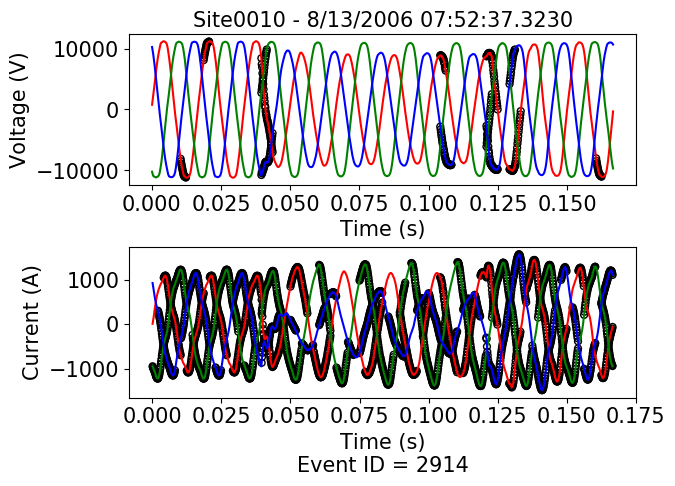 Site0010 - 8/13/2006 07:52:37.3230
Voltage (V)
10000
0
−10000
0.000 0.025 0.050 0.075 0.100 0.125 0.150
Time (s)
Current (A)
1000
0
−1000
0.000 0.025 0.050 0.075 0.100 0.125 0.150 0.175
Time (s)
Event ID = 2914